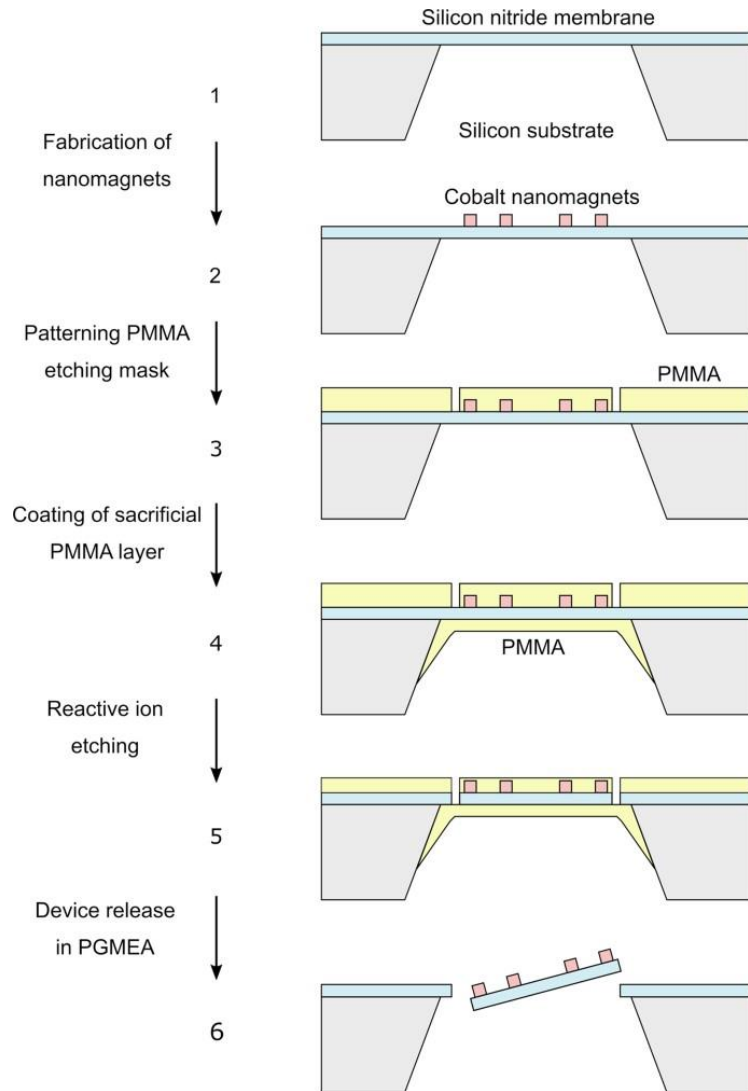 Silicon nitride membrane
1
Silicon substrate
Fabrication of
nanomagnets
Cobalt nanomagnets
2
Patterning PMMA
etching mask
PMMA
3
Coating of sacrificial
PMMA layer
4
PMMA
Reactive ion
etching
5
Device release
in PGMEA
6